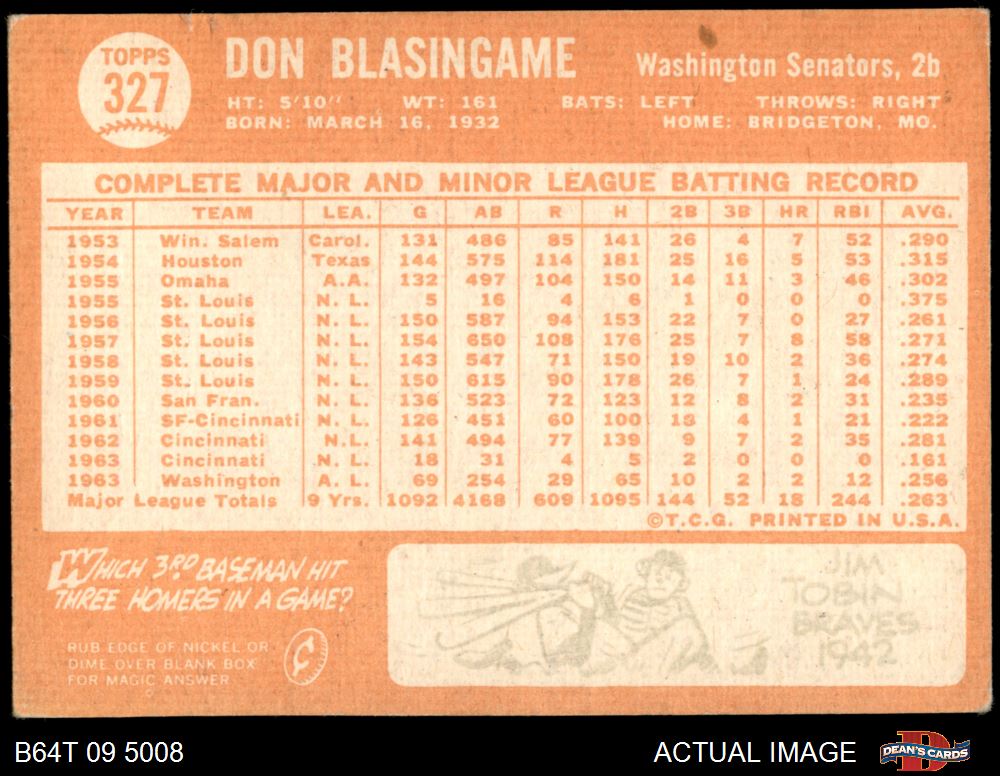 TOPPS
327
DON BLASINGAME
Washington Senators, 2b
HT: 5'10" WT: 161 BATS: LEFT THROWS: RIGHT
BORN: MARCH 16, 1932 HOME: BRIDGETON, MO.
COMPLETE MAJOR AND MINOR LEAGUE BATTING RECORD
YEAR TEAM LEA. G AB R H 2B 3B HR RBI AVG.
1953 Win. Salem Carol. 131 486 85 141 26 4 7 52 .290
1954 Houston Texas 144 575 114 181 25 16 5 53 .315
1955 Omaha A.A. 132 497 104 150 14 11 3 46 .302
1955 St. Louis N. L. 5 16 4 6 1 0 0 0 .375
1956 St. Louis N. L. 150 587 94 153 22 7 0 27 .261
1957 St. Louis N. L. 154 650 108 176 25 7 8 58 .271
1958 St. Louis N. L. 143 547 71 150 19 10 2 36 .274
1959 St. Louis N. L. 150 615 90 178 26 7 1 24 .289
1960 San Fran. N. L. 136 523 72 123 12 8 2 31 .235
1961 SF-Cincinnati N. L. 126 451 60 100 18 4 1 21 .222
1962 Cincinnati N.L. 141 494 77 139 9 7 2 35 .281
1963 Cincinnati N. L. 18 31 4 5 2 0 0 0 .161
1963 Washington A. L. 69 254 29 65 10 2 2 12 .256
Major League Totals 9 Yrs. 1092 4168 609 1095 144 52 18 244 .263
©T.C.G. PRINTED IN U.S.A.
WHICH 3RD BASEMAN HIT
THREE HOMERS IN A GAME?
RUB EDGE OF NICKEL OR
DIME OVER BLANK BOX
FOR MAGIC ANSWER
JIM
TOBIN
BRAVES
1942
B64T 09 5008
ACTUAL IMAGE
DEAN'S CARDS